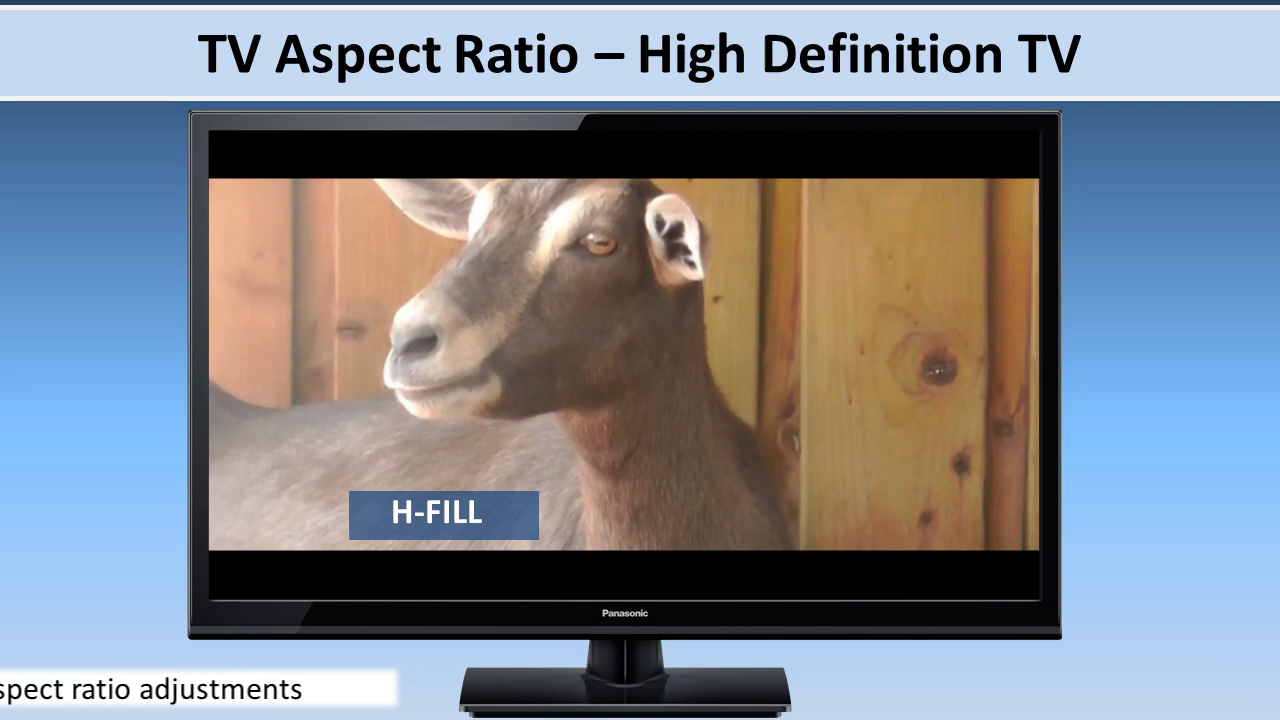 TV Aspect Ratio – High Definition TV
H-FILL
Panasonic
spect ratio adjustments